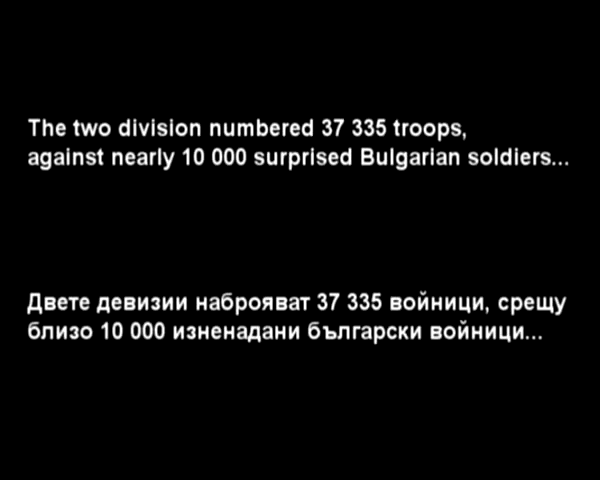 The two division numbered 37 335 troops,
against nearly 10 000 surprised Bulgarian soldiers...
Двете девизии наброяват 37 335 войници, срещу
близо 10 000 изненадани български войници...